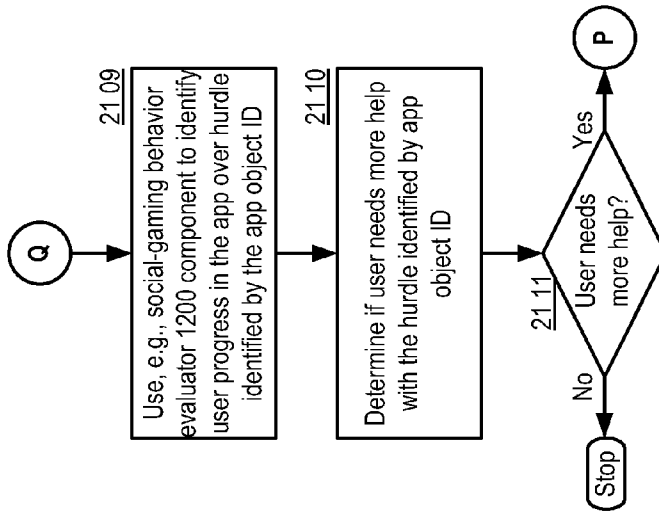 Q
21 09
Use, e.g., social-gaming behavior
evaluator 1200 component to identify
user progress in the app over hurdle
identified by the app object ID
21 10
Determine if user needs more help
with the hurdle identified by app
object ID
21 11
User needs
more help?
No
Yes
Stop
P